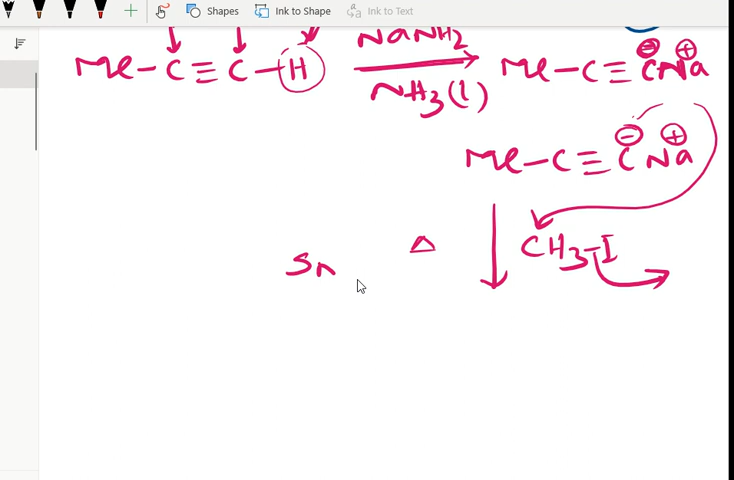 Shapes Ink to Shape Ink to Text
Me-C≡C-H NaNH2 Me-C≡C⊖Na⊕
NH3(l)
Me-C≡C⊖Na⊕
Δ CH3-I
Sn